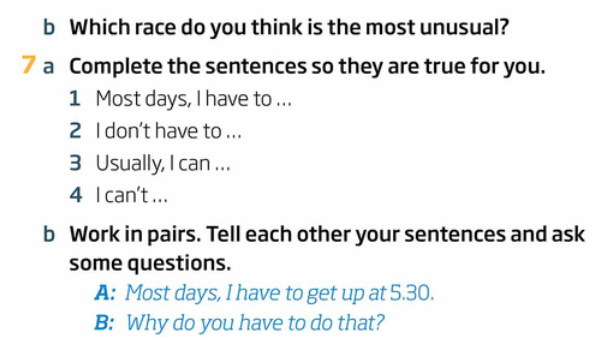 b Which race do you think is the most unusual?
7 a Complete the sentences so they are true for you.
1 Most days, I have to ...
2 I don't have to ...
3 Usually, I can ...
4 I can't ...
b Work in pairs. Tell each other your sentences and ask
some questions.
A: Most days, I have to get up at 5.30.
B: Why do you have to do that?